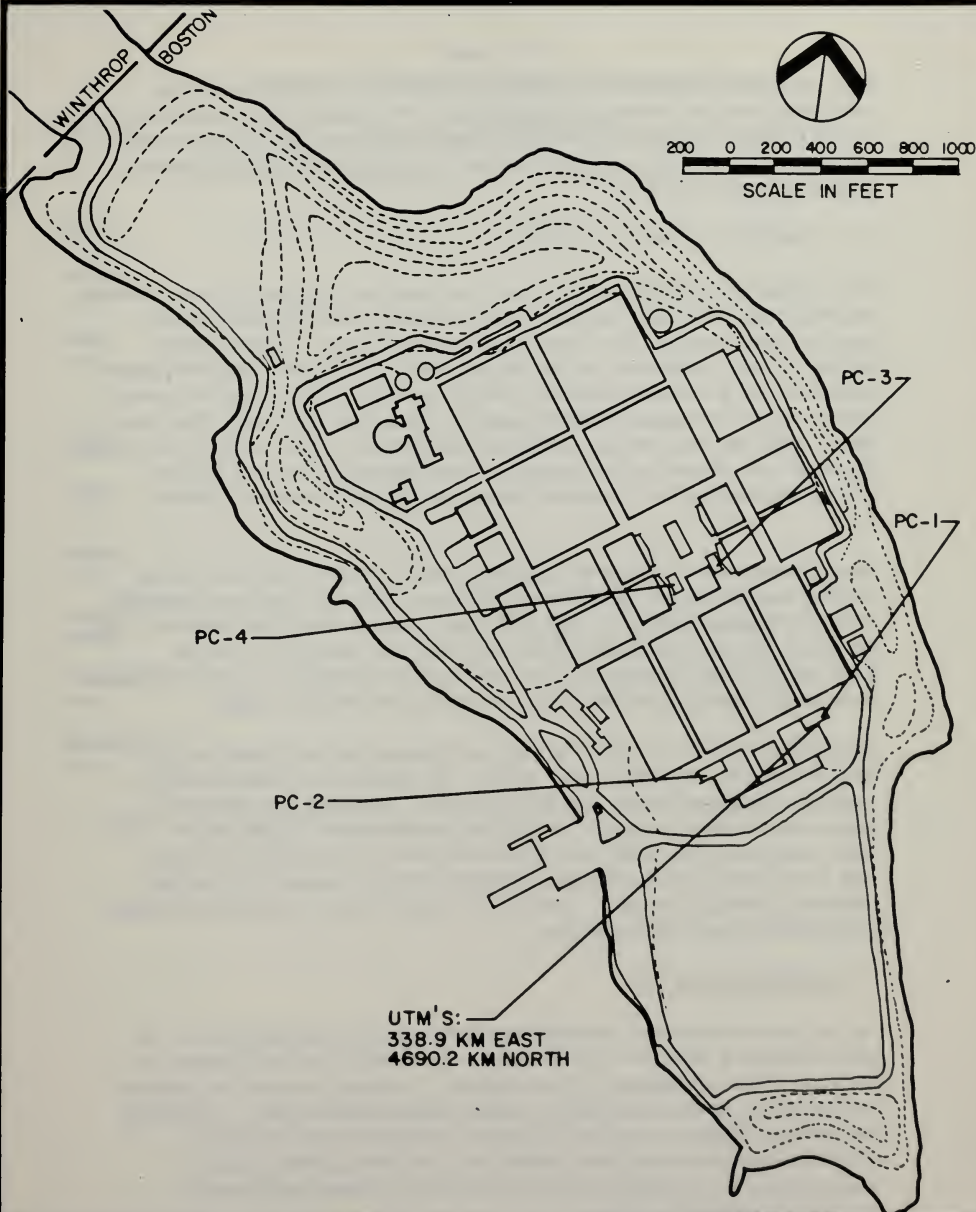 WINTHROP
BOSTON
200 0 200 400 600 800 1000
SCALE IN FEET
PC-3
PC-1
PC-4
PC-2
UTM'S:
338.9 KM EAST
4690.2 KM NORTH